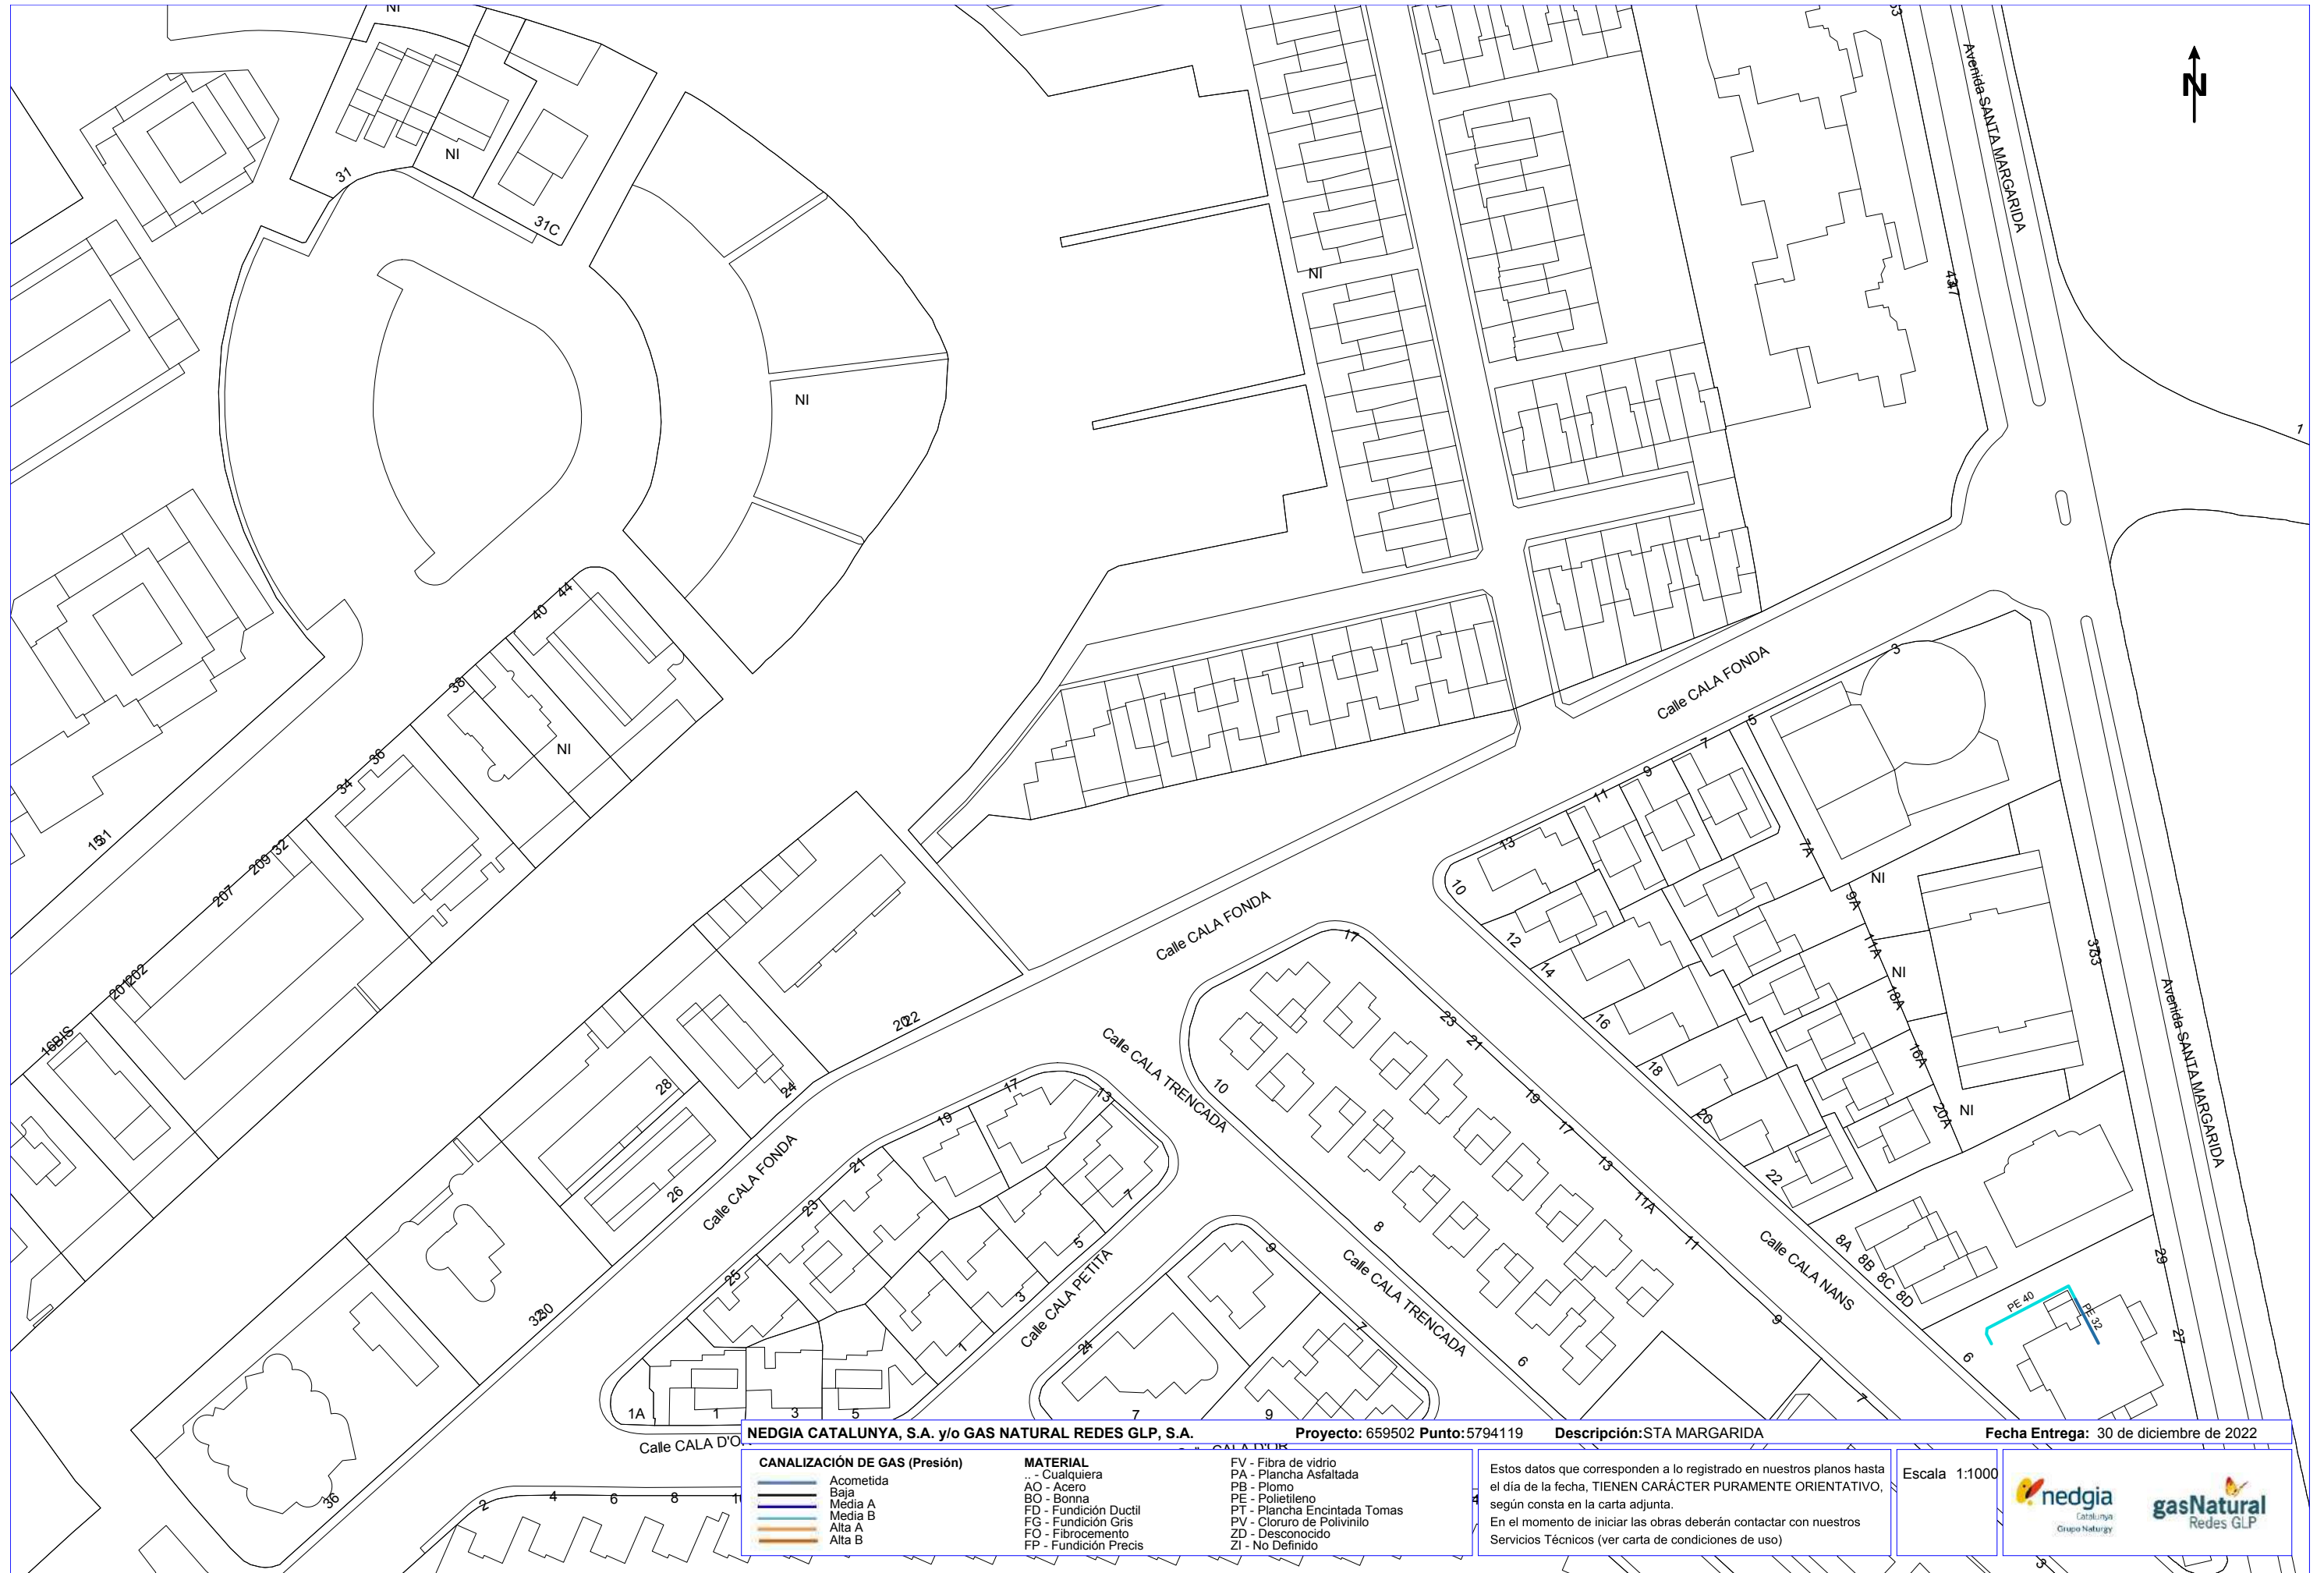 NI
53
Avenida SANTA MARGARIDA
N
31
NI
31C
NI
NI
1
44
40
38
NI
36
34
32
209
207
202
201
16BIS
Calle CALA FONDA
3
5
7
9
11
13
10
12
14
16
18
20
22
7A
NI
9A
11A
NI
18A
16A
20A
NI
Avenida SANTA MARGARIDA
29
27
Calle CALA FONDA
17
23
21
19
17
13
11A
11
9
7
10
8
6
Calle CALA TRENCADA
Calle CALA TRENCADA
Calle CALA NANS
8A 8B 8C 8D
6
PE 40
PE 32
28
24
26
Calle CALA FONDA
17
13
19
21
23
25
7
5
3
1
Calle CALA PETITA
9
7
24
7
9
1A
1
3
5
36
2
4
6
8
3
NEDGIA CATALUNYA, S.A. y/o GAS NATURAL REDES GLP, S.A. Proyecto: 659502 Punto:5794119 Descripción:STA MARGARIDA Fecha Entrega: 30 de diciembre de 2022
CANALIZACIÓN DE GAS (Presión)
Acometida
Baja
Media A
Media B
Alta A
Alta B
MATERIAL
.. - Cualquiera
AO - Acero
BO - Bonna
FD - Fundición Ductil
FG - Fundición Gris
FO - Fibrocemento
FP - Fundición Precis
FV - Fibra de vidrio
PA - Plancha Asfaltada
PB - Plomo
PE - Polietileno
PT - Plancha Encintada Tomas
PV - Cloruro de Polivinilo
ZD - Desconocido
ZI - No Definido
Estos datos que corresponden a lo registrado en nuestros planos hasta
el día de la fecha, TIENEN CARÁCTER PURAMENTE ORIENTATIVO,
según consta en la carta adjunta.
En el momento de iniciar las obras deberán contactar con nuestros
Servicios Técnicos (ver carta de condiciones de uso)
Escala 1:1000
nedgia
Catalunya
Grupo Naturgy
gasNatural
Redes GLP